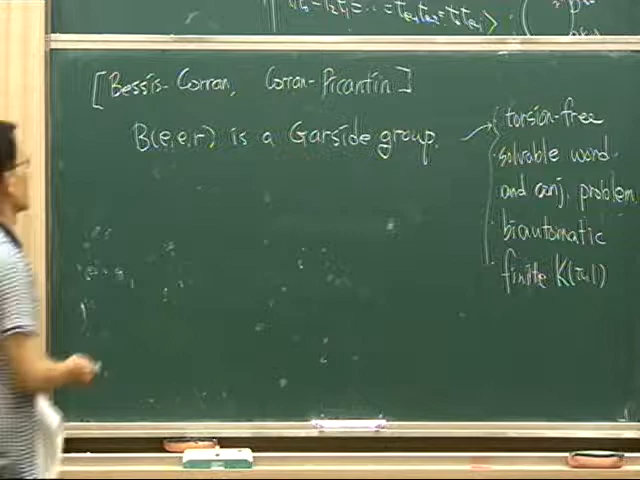 [Bessis-Corran, Corran-Picantin]
B(e,e,r) is a Garside group.
torsion-free
solvable word
and conj. problem
biautomatic
finite K(π,1)